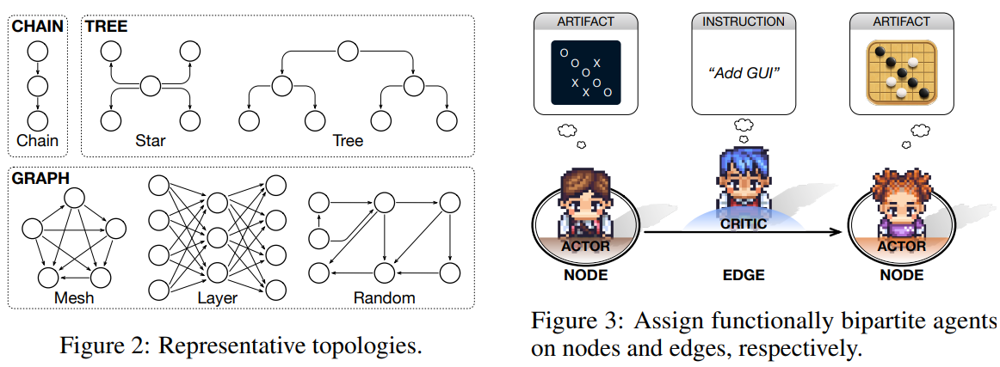 CHAIN
Chain
TREE
Star
Tree
GRAPH
Mesh
Layer
Random
Figure 2: Representative topologies.
ARTIFACT
O
O X
O
X O
X O
INSTRUCTION
“Add GUI”
ARTIFACT
ACTOR
CRITIC
ACTOR
NODE
EDGE
NODE
Figure 3: Assign functionally bipartite agents
on nodes and edges, respectively.